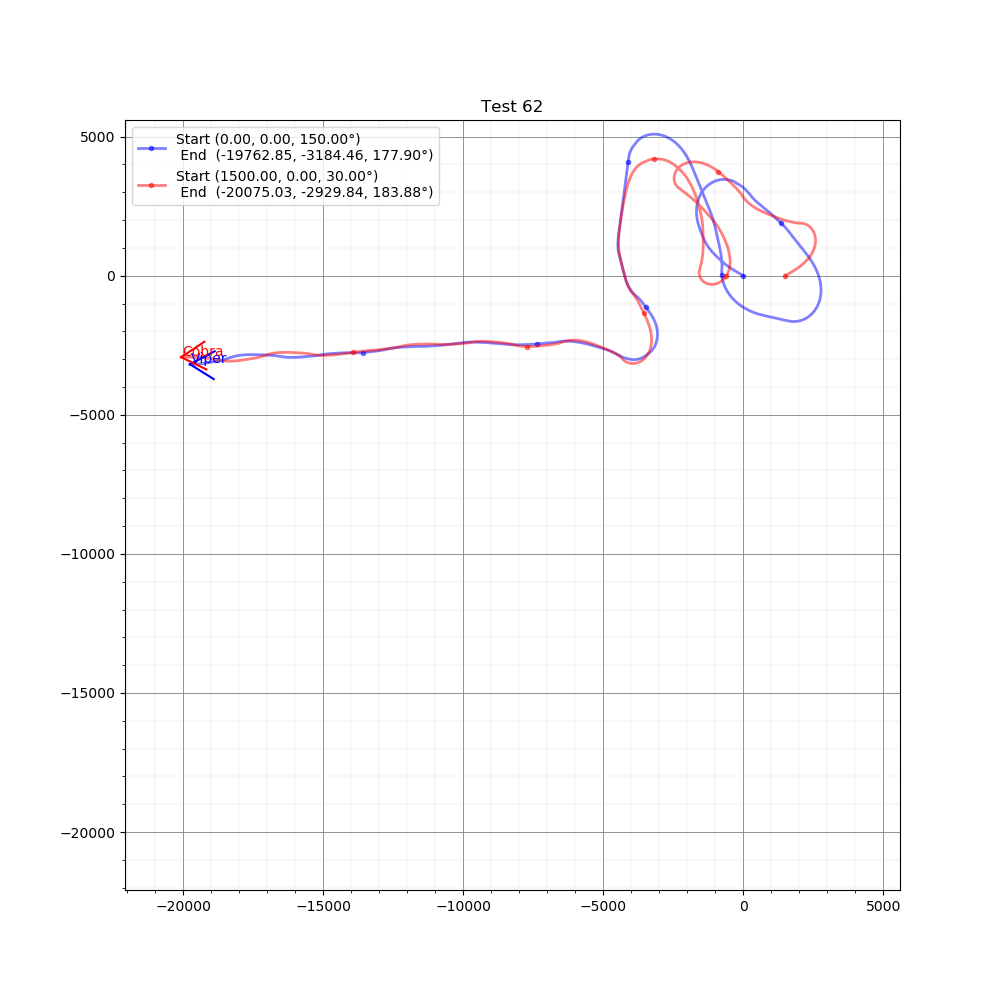 Test 62
Start (0.00, 0.00, 150.00°)
End (-19762.85, -3184.46, 177.90°)
Start (1500.00, 0.00, 30.00°)
End (-20075.03, -2929.84, 183.88°)
5000
0
−5000
−10000
−15000
−20000
Cobra
Viper
−20000 −15000 −10000 −5000 0 5000